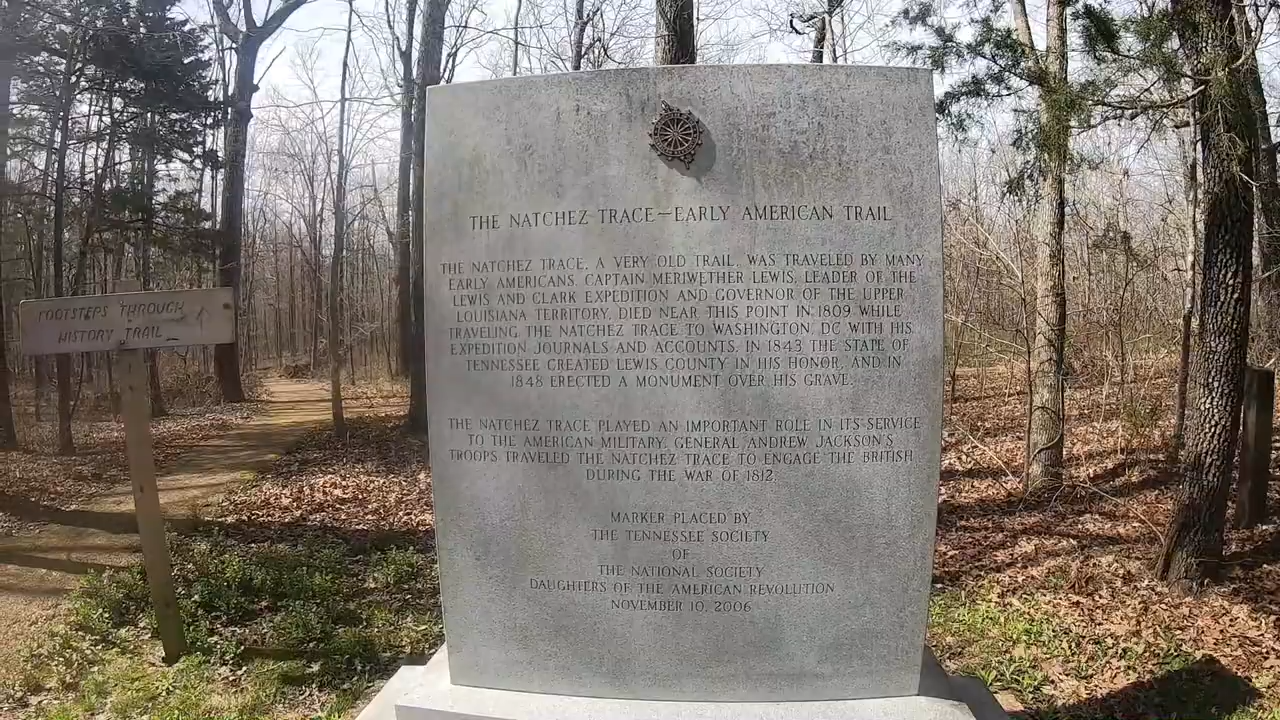 FOOTSTEPS THROUGH
HISTORY TRAIL
THE NATCHEZ TRACE—EARLY AMERICAN TRAIL
THE NATCHEZ TRACE, A VERY OLD TRAIL, WAS TRAVELED BY MANY
EARLY AMERICANS. CAPTAIN MERIWETHER LEWIS, LEADER OF THE
LEWIS AND CLARK EXPEDITION AND GOVERNOR OF THE UPPER
LOUISIANA TERRITORY, DIED NEAR THIS POINT IN 1809 WHILE
TRAVELING THE NATCHEZ TRACE TO WASHINGTON, DC WITH HIS
EXPEDITION JOURNALS AND ACCOUNTS. IN 1843 THE STATE OF
TENNESSEE CREATED LEWIS COUNTY IN HIS HONOR, AND IN
1848 ERECTED A MONUMENT OVER HIS GRAVE.
THE NATCHEZ TRACE PLAYED AN IMPORTANT ROLE IN ITS SERVICE
TO THE AMERICAN MILITARY. GENERAL ANDREW JACKSON'S
TROOPS TRAVELED THE NATCHEZ TRACE TO ENGAGE THE BRITISH
DURING THE WAR OF 1812.
MARKER PLACED BY
THE TENNESSEE SOCIETY
OF
THE NATIONAL SOCIETY
DAUGHTERS OF THE AMERICAN REVOLUTION
NOVEMBER 10, 2006